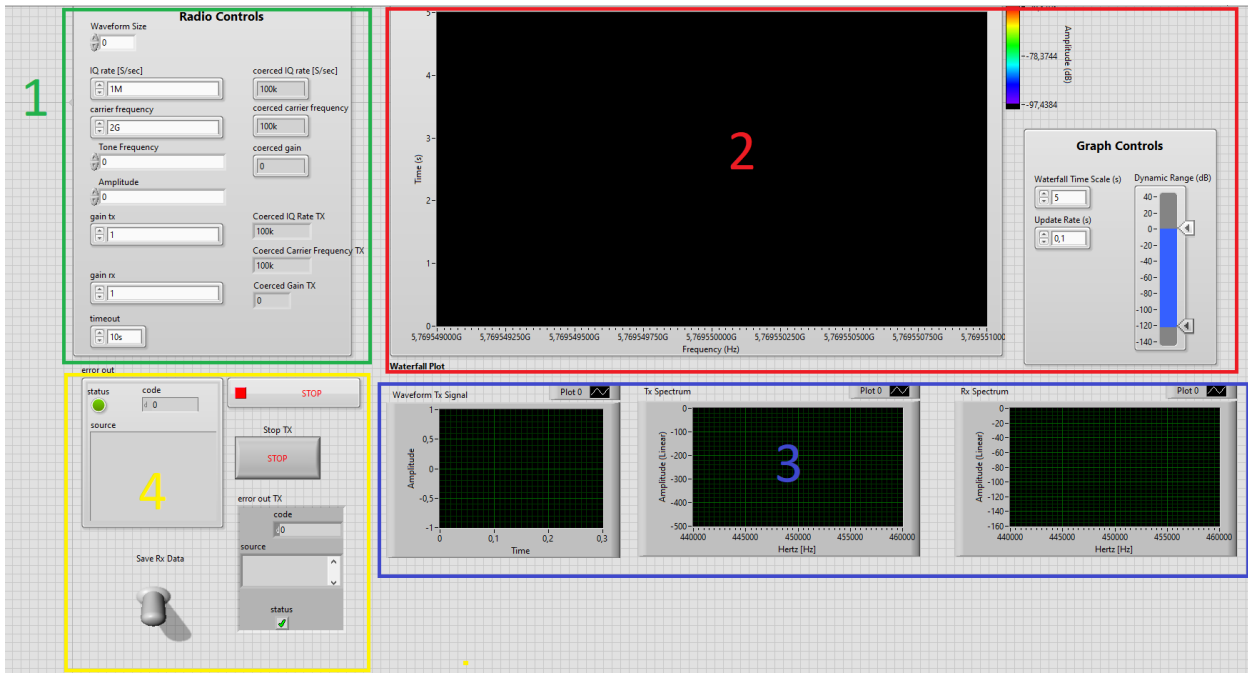 1
Radio Controls
Waveform Size
0
IQ rate [S/sec]
1M
coerced IQ rate [S/sec]
100k
carrier frequency
2G
coerced carrier frequency
100k
Tone Frequency
0
coerced gain
0
Amplitude
0
gain tx
1
Coerced IQ Rate TX
100k
Coerced Carrier Frequency TX
100k
gain rx
1
Coerced Gain TX
0
timeout
10s
2
Time (s)
5-
4-
3-
2-
1-
0-
5,769549000G 5,769549250G 5,769549500G 5,769549750G 5,769550000G 5,769550250G 5,769550500G 5,769550750G 5,769551000
Frequency (Hz)
Waterfall Plot
--78,3744
--97,4384
Amplitude (dB)
Graph Controls
Waterfall Time Scale (s)
5
Update Rate (s)
0,1
Dynamic Range (dB)
40-
20-
0-
-20-
-40-
-60-
-80-
-100-
-120-
-140-
error out
status
code
0
source
4
STOP
Stop TX
STOP
error out TX
code
0
source
status
Save Rx Data
3
Waveform Tx Signal
Plot 0
Amplitude
1-
0,5-
0-
-0,5-
-1-
0 0,1 0,2 0,3
Time
Tx Spectrum
Plot 0
Amplitude (Linear)
0-
-100-
-200-
-300-
-400-
-500-
440000 445000 450000 455000 460000
Hertz [Hz]
Rx Spectrum
Plot 0
Amplitude (Linear)
0-
-20-
-40-
-60-
-80-
-100-
-120-
-140-
-160-
440000 445000 450000 455000 460000
Hertz [Hz]